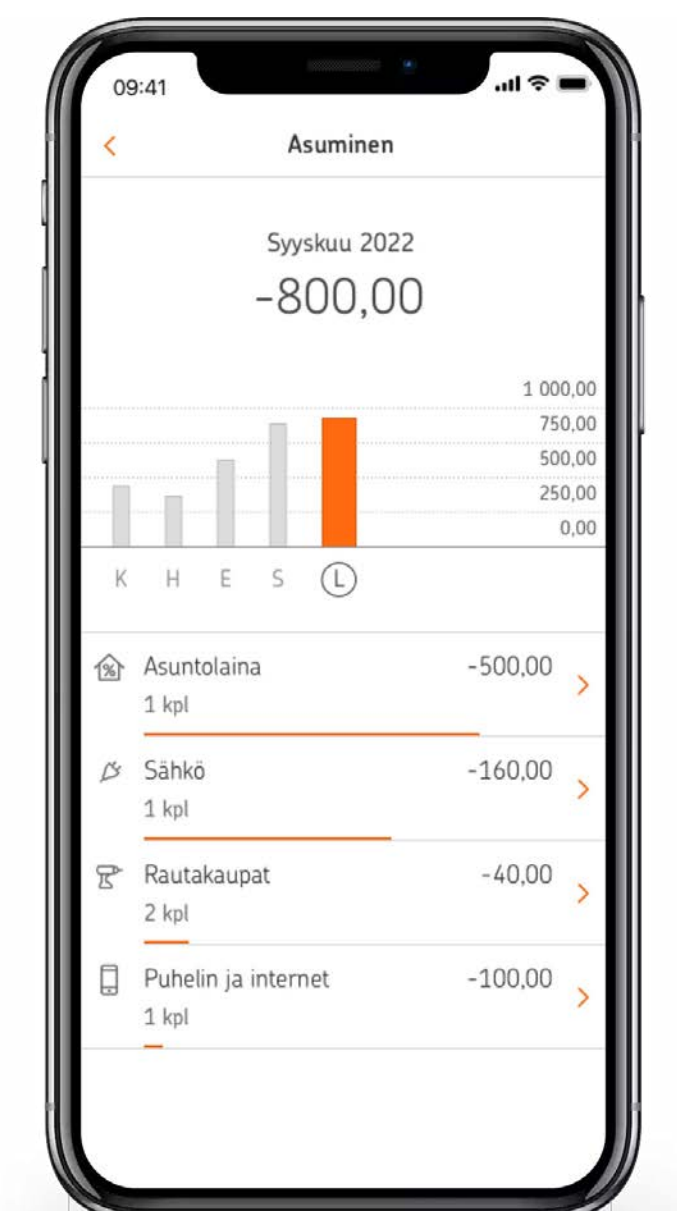 09:41
Asuminen
Syyskuu 2022
-800,00
1 000,00
750,00
500,00
250,00
0,00
K H E S L
Asuntolaina -500,00
1 kpl
Sähkö -160,00
1 kpl
Rautakaupat -40,00
2 kpl
Puhelin ja internet -100,00
1 kpl